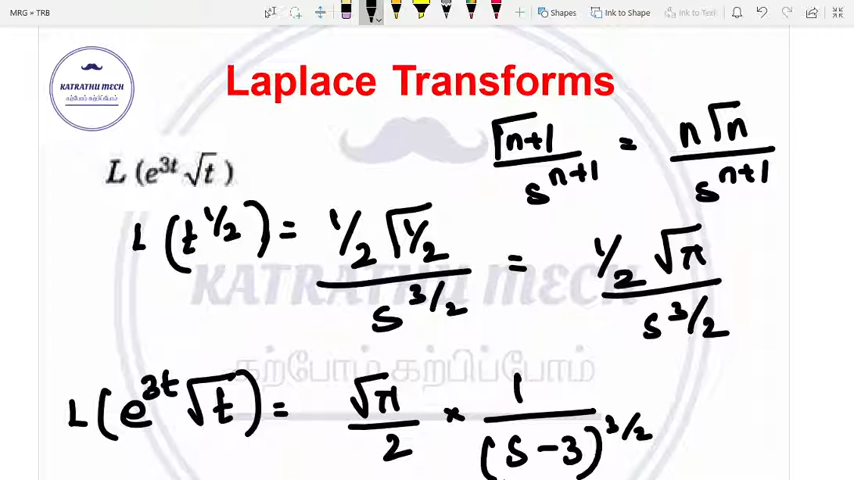 MRG » TRB
Shapes Ink to Shape Ink to Text
KATRATHU MECH
கற்போம் கற்பிப்போம்
Laplace Transforms
L (e^{3t} √t)
Γn+1 / s^{n+1} = nΓn / s^{n+1}
L (t^{1/2}) = 1/2 Γ1/2 / s^{3/2} = 1/2 √π / s^{3/2}
KATRATHU MECH
கற்போம் கற்பிப்போம்
L (e^{3t} √t) = √π / 2 × 1 / (s-3)^{3/2}